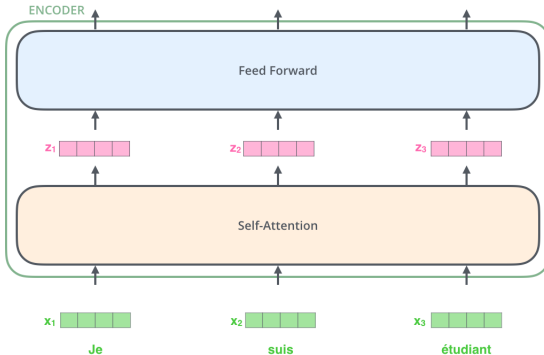 ENCODER
Feed Forward
z₁ z₂ z₃
Self-Attention
x₁ x₂ x₃
Je suis étudiant